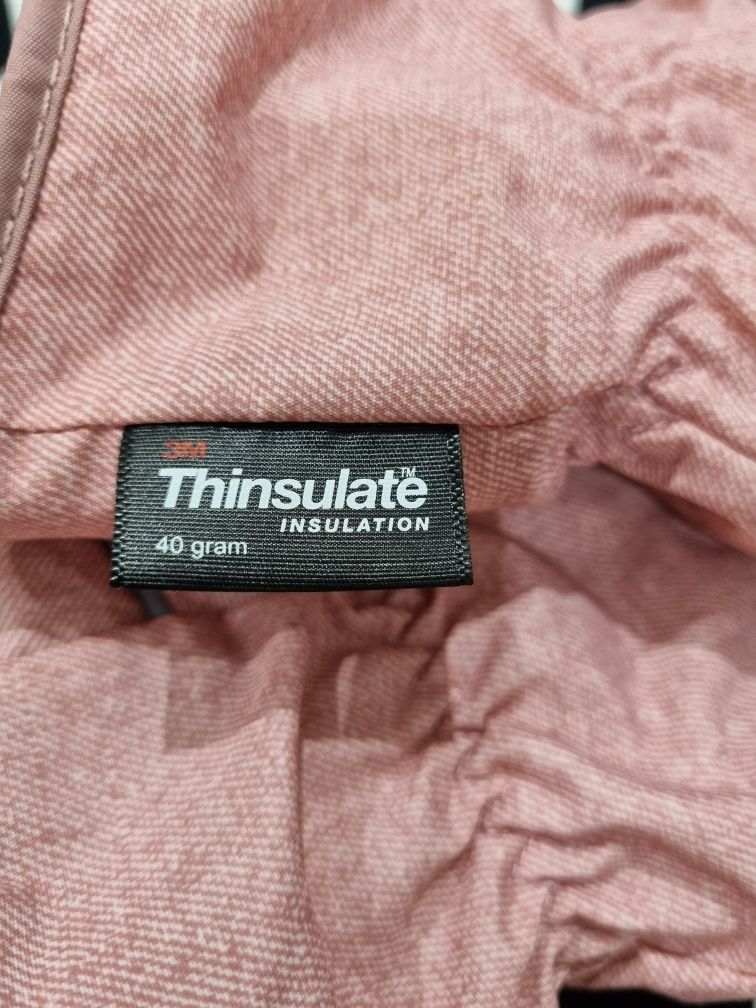 3M
Thinsulate™
INSULATION
40 gram